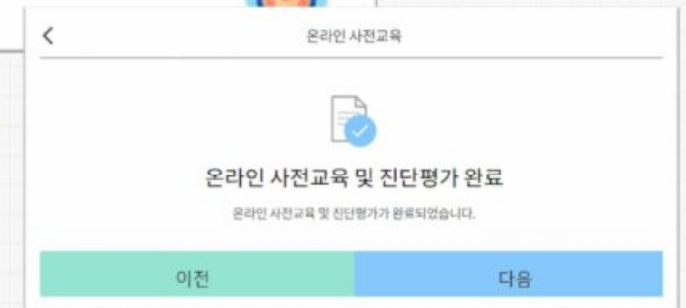 온라인 사전교육
온라인 사전교육 및 진단평가 완료
온라인 사전교육 및 진단평가가 완료되었습니다.
이전
다음